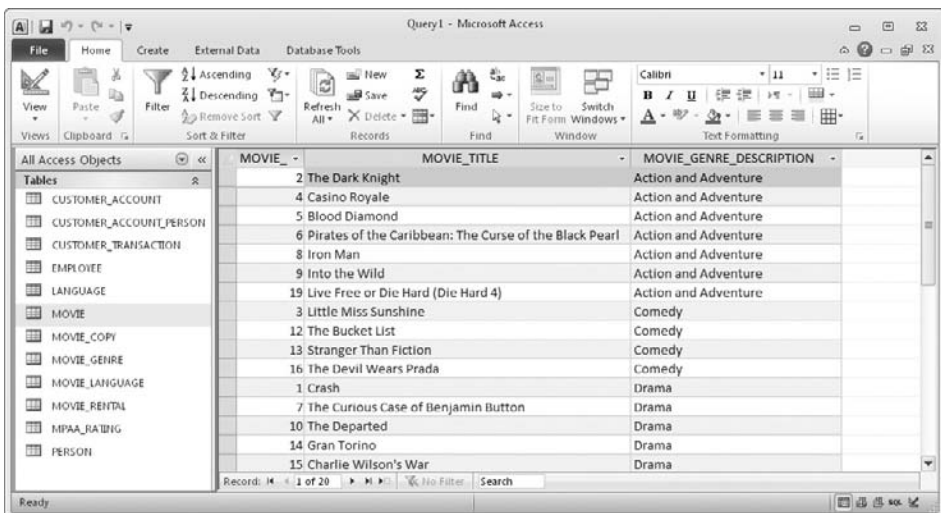 Query1 - Microsoft Access
File Home Create External Data Database Tools
View
Views
Paste
Clipboard
Filter
Ascending
Descending
Remove Sort
Sort & Filter
Refresh All
New
Save
Delete
Records
Find
Find
Size to Fit Form
Switch Windows
Window
Calibri 11
B I U
Text Formatting
All Access Objects
Tables
CUSTOMER_ACCOUNT
CUSTOMER_ACCOUNT_PERSON
CUSTOMER_TRANSACTION
EMPLOYEE
LANGUAGE
MOVIE
MOVIE_COPY
MOVIE_GENRE
MOVIE_LANGUAGE
MOVIE_RENTAL
MPAA_RATING
PERSON
MOVIE_ MOVIE_TITLE MOVIE_GENRE_DESCRIPTION
2 The Dark Knight Action and Adventure
4 Casino Royale Action and Adventure
5 Blood Diamond Action and Adventure
6 Pirates of the Caribbean: The Curse of the Black Pearl Action and Adventure
8 Iron Man Action and Adventure
9 Into the Wild Action and Adventure
19 Live Free or Die Hard (Die Hard 4) Action and Adventure
3 Little Miss Sunshine Comedy
12 The Bucket List Comedy
13 Stranger Than Fiction Comedy
16 The Devil Wears Prada Comedy
1 Crash Drama
7 The Curious Case of Benjamin Button Drama
10 The Departed Drama
14 Gran Torino Drama
15 Charlie Wilson's War Drama
Record: 1 of 20 No Filter Search
Ready
SQL